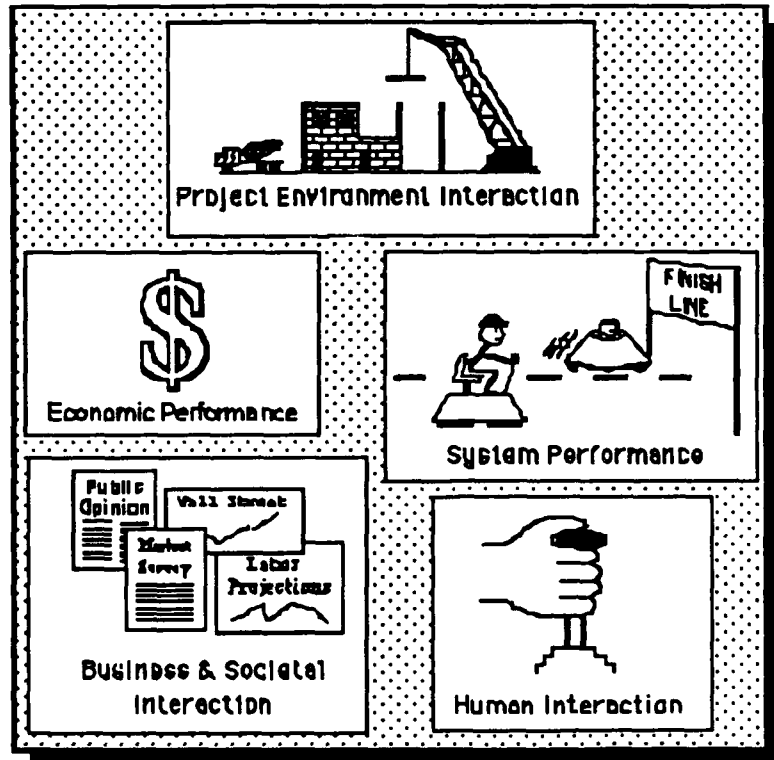 Project Environment Interaction
$
Economic Performance
FINISH
LINE
System Performance
Public
Opinion
Wall Street
Market
Survey
Labor
Projections
Business & Societal
Interaction
Human Interaction